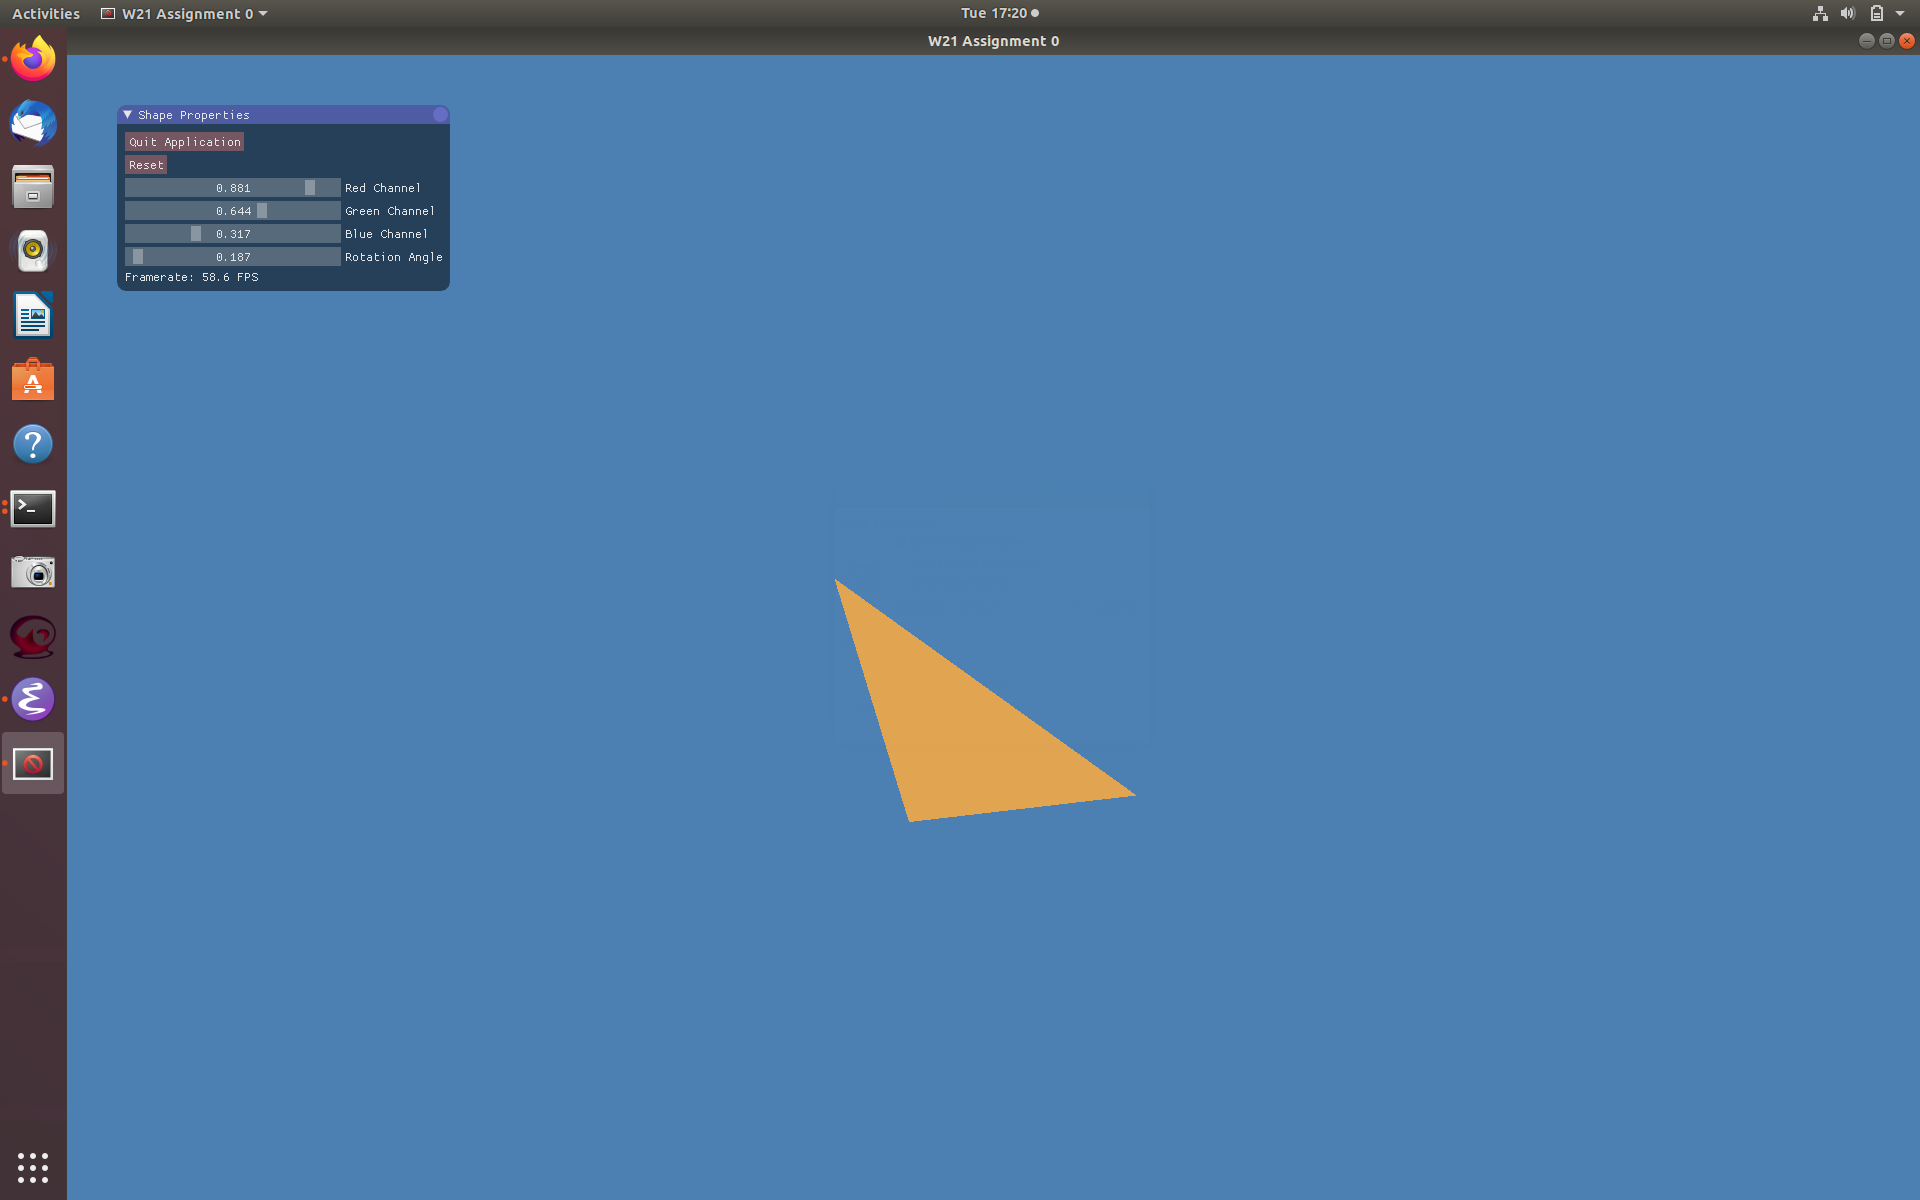 Activities
W21 Assignment 0
Tue 17:20
W21 Assignment 0
Shape Properties
Quit Application
Reset
0.881 Red Channel
0.644 Green Channel
0.317 Blue Channel
0.187 Rotation Angle
Framerate: 58.6 FPS